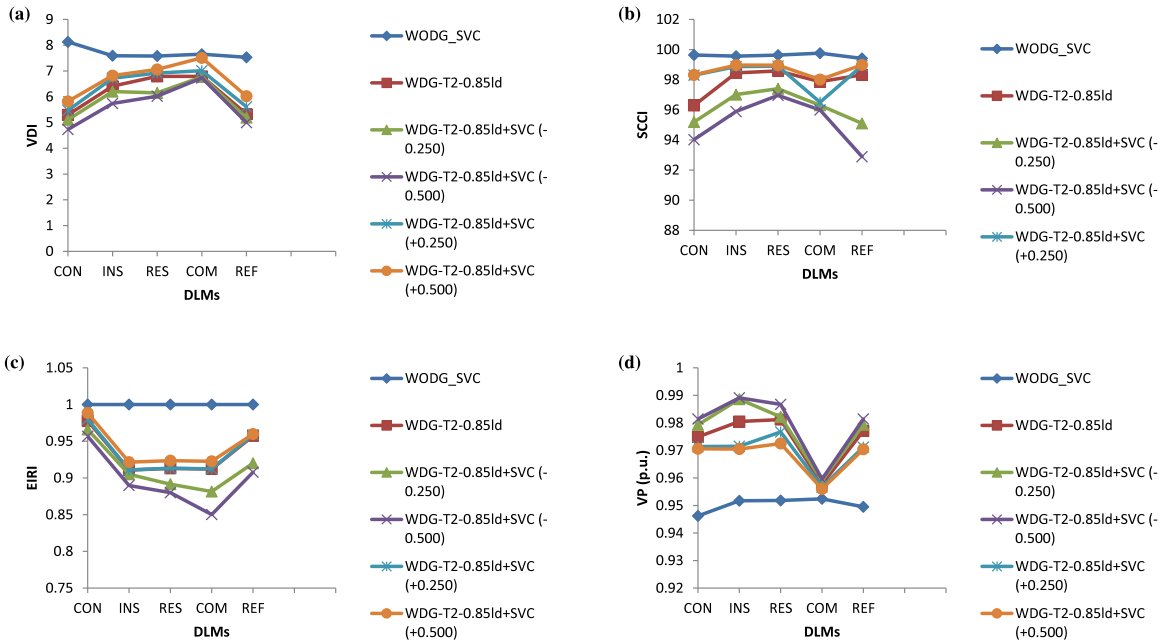 (a)
9
8
7
6
5
4
3
2
1
0
VDI
CON INS RES COM REF
DLMs
WODG_SVC
WDG-T2-0.85ld
WDG-T2-0.85ld+SVC (-
0.250)
WDG-T2-0.85ld+SVC (-
0.500)
WDG-T2-0.85ld+SVC
(+0.250)
WDG-T2-0.85ld+SVC
(+0.500)
(b)
102
100
98
96
94
92
90
88
SCCI
CON INS RES COM REF
DLMs
WODG_SVC
WDG-T2-0.85ld
WDG-T2-0.85ld+SVC (-
0.250)
WDG-T2-0.85ld+SVC (-
0.500)
WDG-T2-0.85ld+SVC
(+0.250)
(c)
1.05
1
0.95
0.9
0.85
0.8
0.75
EIRI
CON INS RES COM REF
DLMs
WODG_SVC
WDG-T2-0.85ld
WDG-T2-0.85ld+SVC (-
0.250)
WDG-T2-0.85ld+SVC (-
0.500)
WDG-T2-0.85ld+SVC
(+0.250)
WDG-T2-0.85ld+SVC
(+0.500)
(d)
1
0.99
0.98
0.97
0.96
0.95
0.94
0.93
0.92
VP (p.u.)
CON INS RES COM REF
DLMs
WODG_SVC
WDG-T2-0.85ld
WDG-T2-0.85ld+SVC (-
0.250)
WDG-T2-0.85ld+SVC (-
0.500)
WDG-T2-0.85ld+SVC
(+0.250)
WDG-T2-0.85ld+SVC
(+0.500)